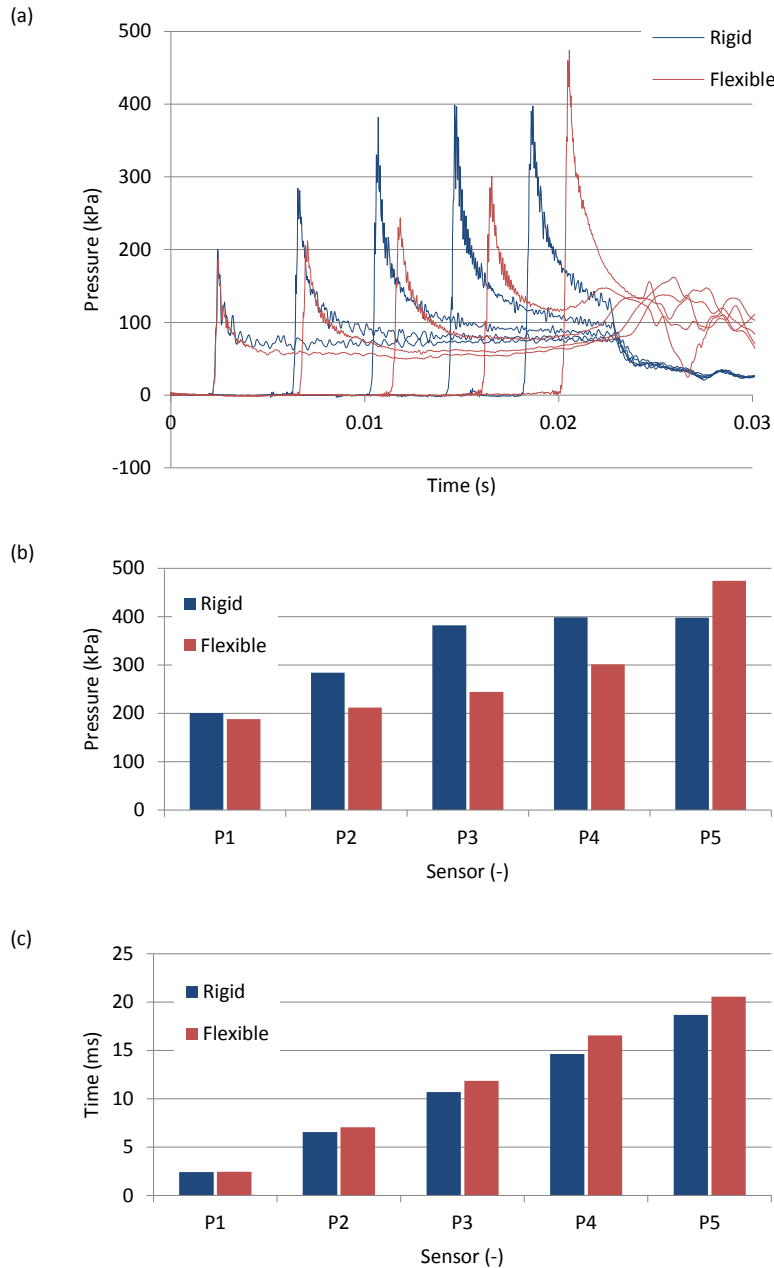 (a)
500
400
300
200
100
0
-100
Pressure (kPa)
0
0.01
0.02
0.03
Time (s)
Rigid
Flexible
(b)
500
400
300
200
100
0
Pressure (kPa)
Rigid
Flexible
P1 P2 P3 P4 P5
Sensor (-)
(c)
25
20
15
10
5
0
Time (ms)
Rigid
Flexible
P1 P2 P3 P4 P5
Sensor (-)